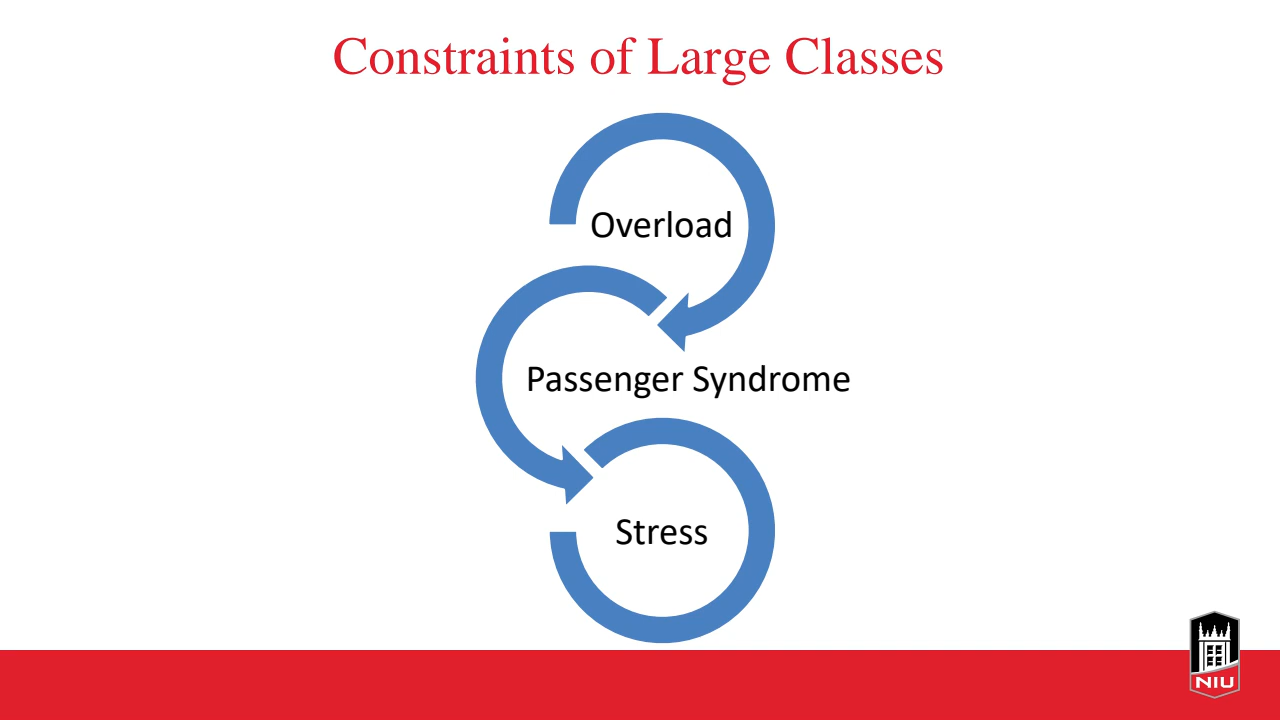 Constraints of Large Classes
Overload
Passenger Syndrome
Stress
NIU